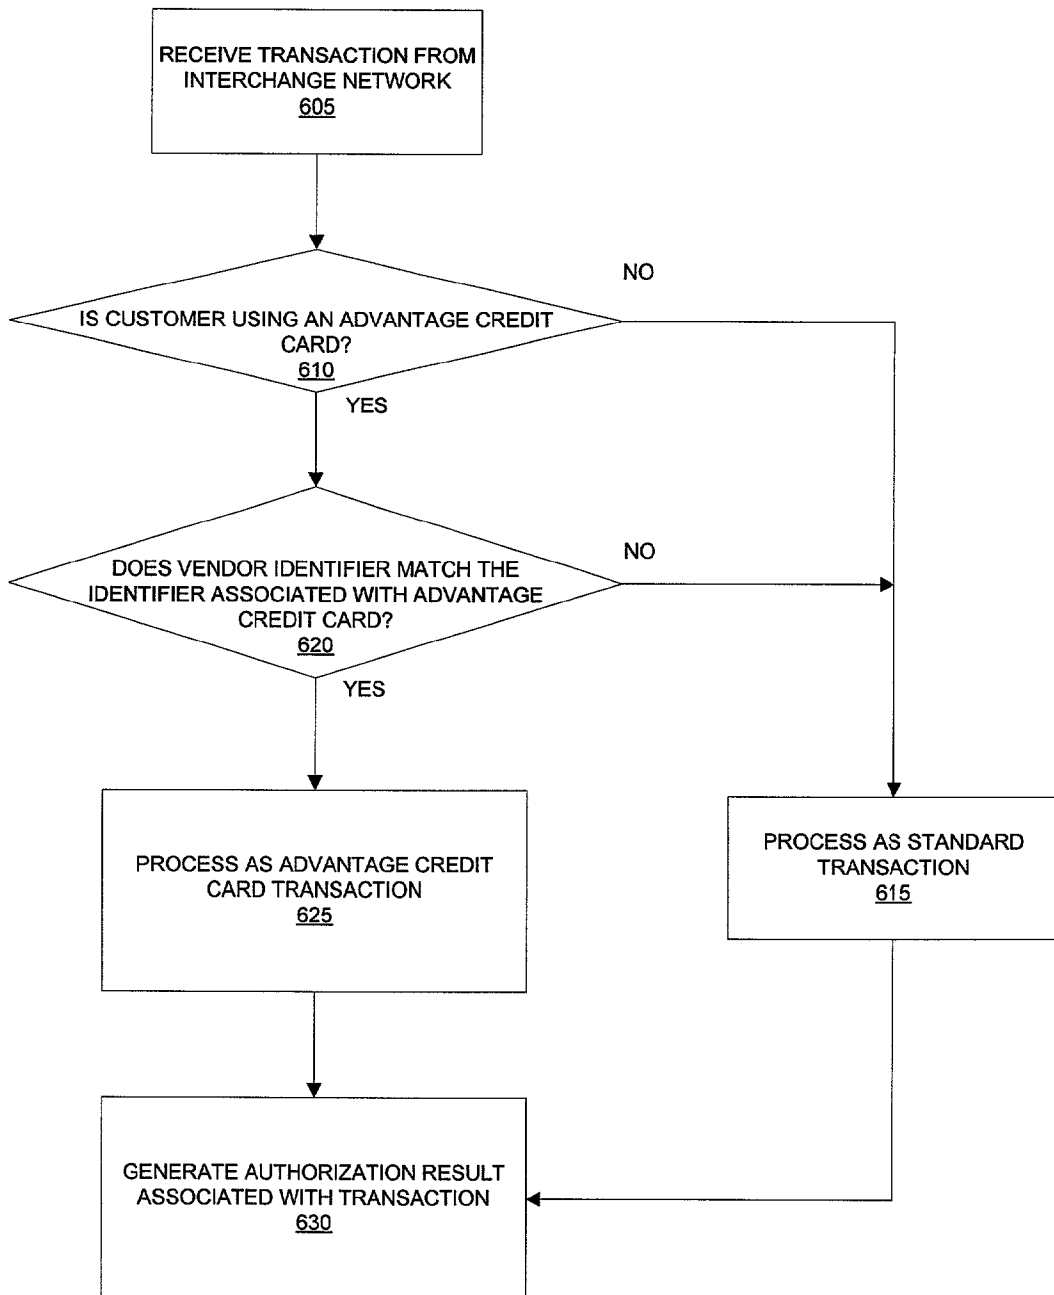 RECEIVE TRANSACTION FROM
INTERCHANGE NETWORK
605
NO
IS CUSTOMER USING AN ADVANTAGE CREDIT
CARD?
610
YES
NO
DOES VENDOR IDENTIFIER MATCH THE
IDENTIFIER ASSOCIATED WITH ADVANTAGE
CREDIT CARD?
620
YES
PROCESS AS ADVANTAGE CREDIT
CARD TRANSACTION
625
PROCESS AS STANDARD
TRANSACTION
615
GENERATE AUTHORIZATION RESULT
ASSOCIATED WITH TRANSACTION
630